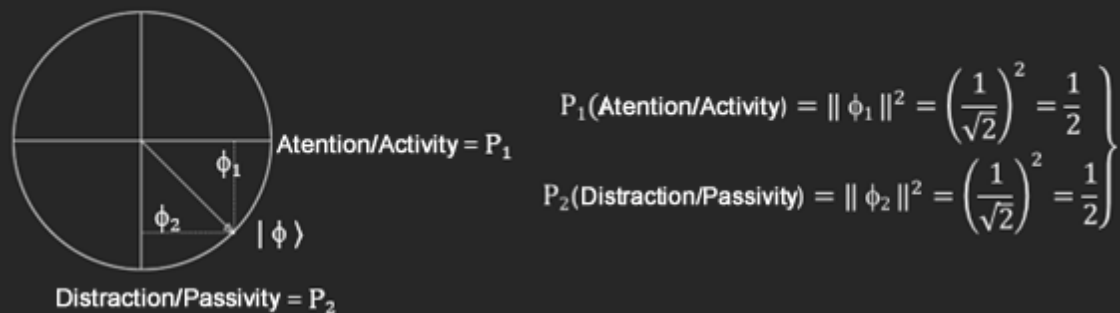 P₁(Atention/Activity) = ‖ ϕ₁ ‖² = (1/√2)² = 1/2
Atention/Activity = P₁
ϕ₁
P₂(Distraction/Passivity) = ‖ ϕ₂ ‖² = (1/√2)² = 1/2}
ϕ₂
| ϕ ⟩
Distraction/Passivity = P₂